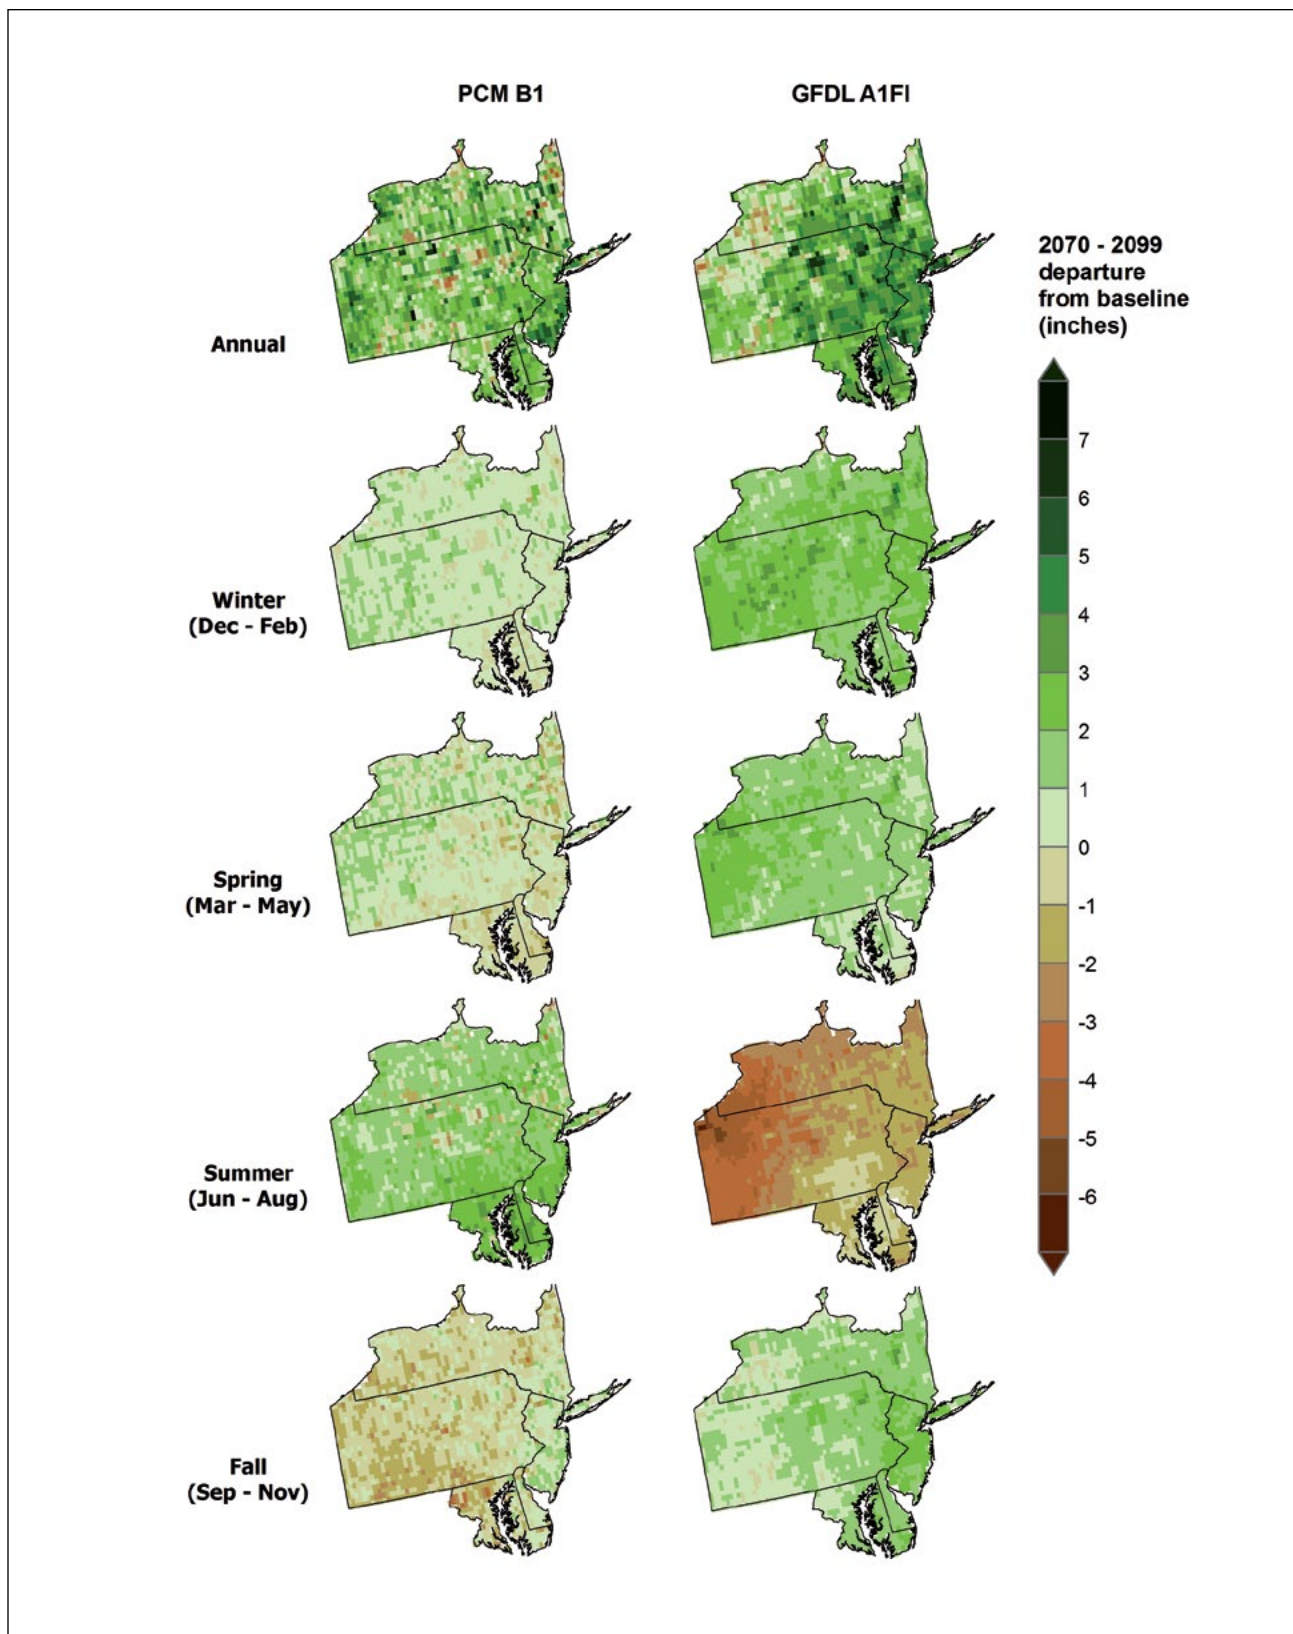 PCM B1
GFDL A1FI
2070 - 2099
departure
from baseline
(inches)
Annual
7
6
5
4
3
2
1
0
-1
-2
-3
-4
-5
-6
Winter
(Dec - Feb)
Spring
(Mar - May)
Summer
(Jun - Aug)
Fall
(Sep - Nov)